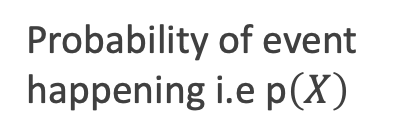 Probability of event
happening i.e p(X)